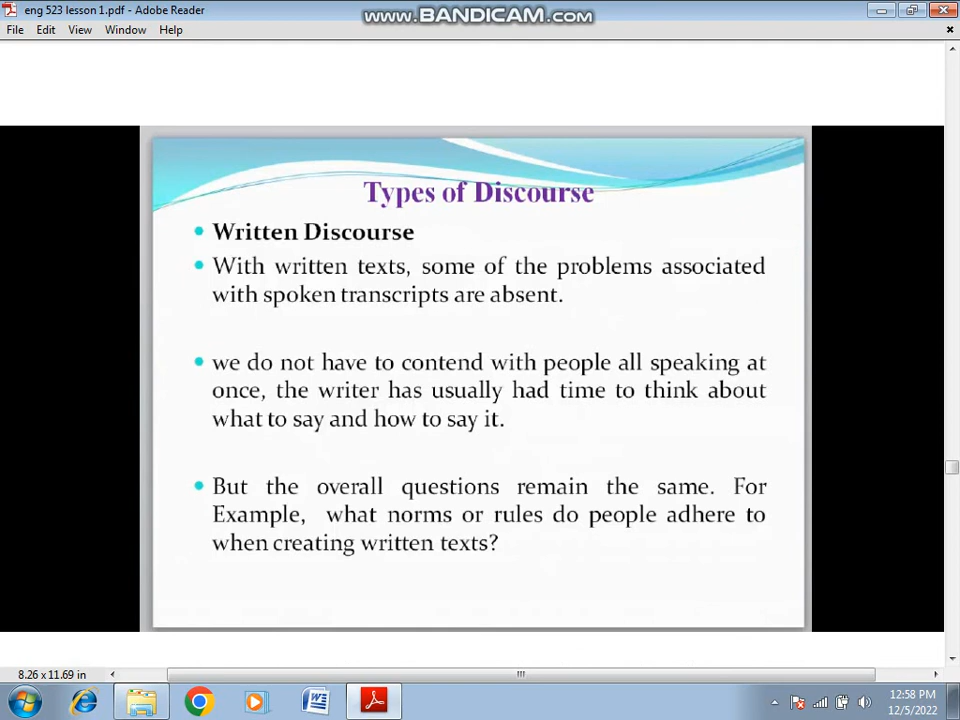 eng 523 lesson 1.pdf - Adobe Reader
www.BANDICAM.com
File Edit View Window Help
Types of Discourse
Written Discourse
With written texts, some of the problems associated
with spoken transcripts are absent.
we do not have to contend with people all speaking at
once, the writer has usually had time to think about
what to say and how to say it.
But the overall questions remain the same. For
Example, what norms or rules do people adhere to
when creating written texts?
8.26 x 11.69 in
12:58 PM
12/5/2022